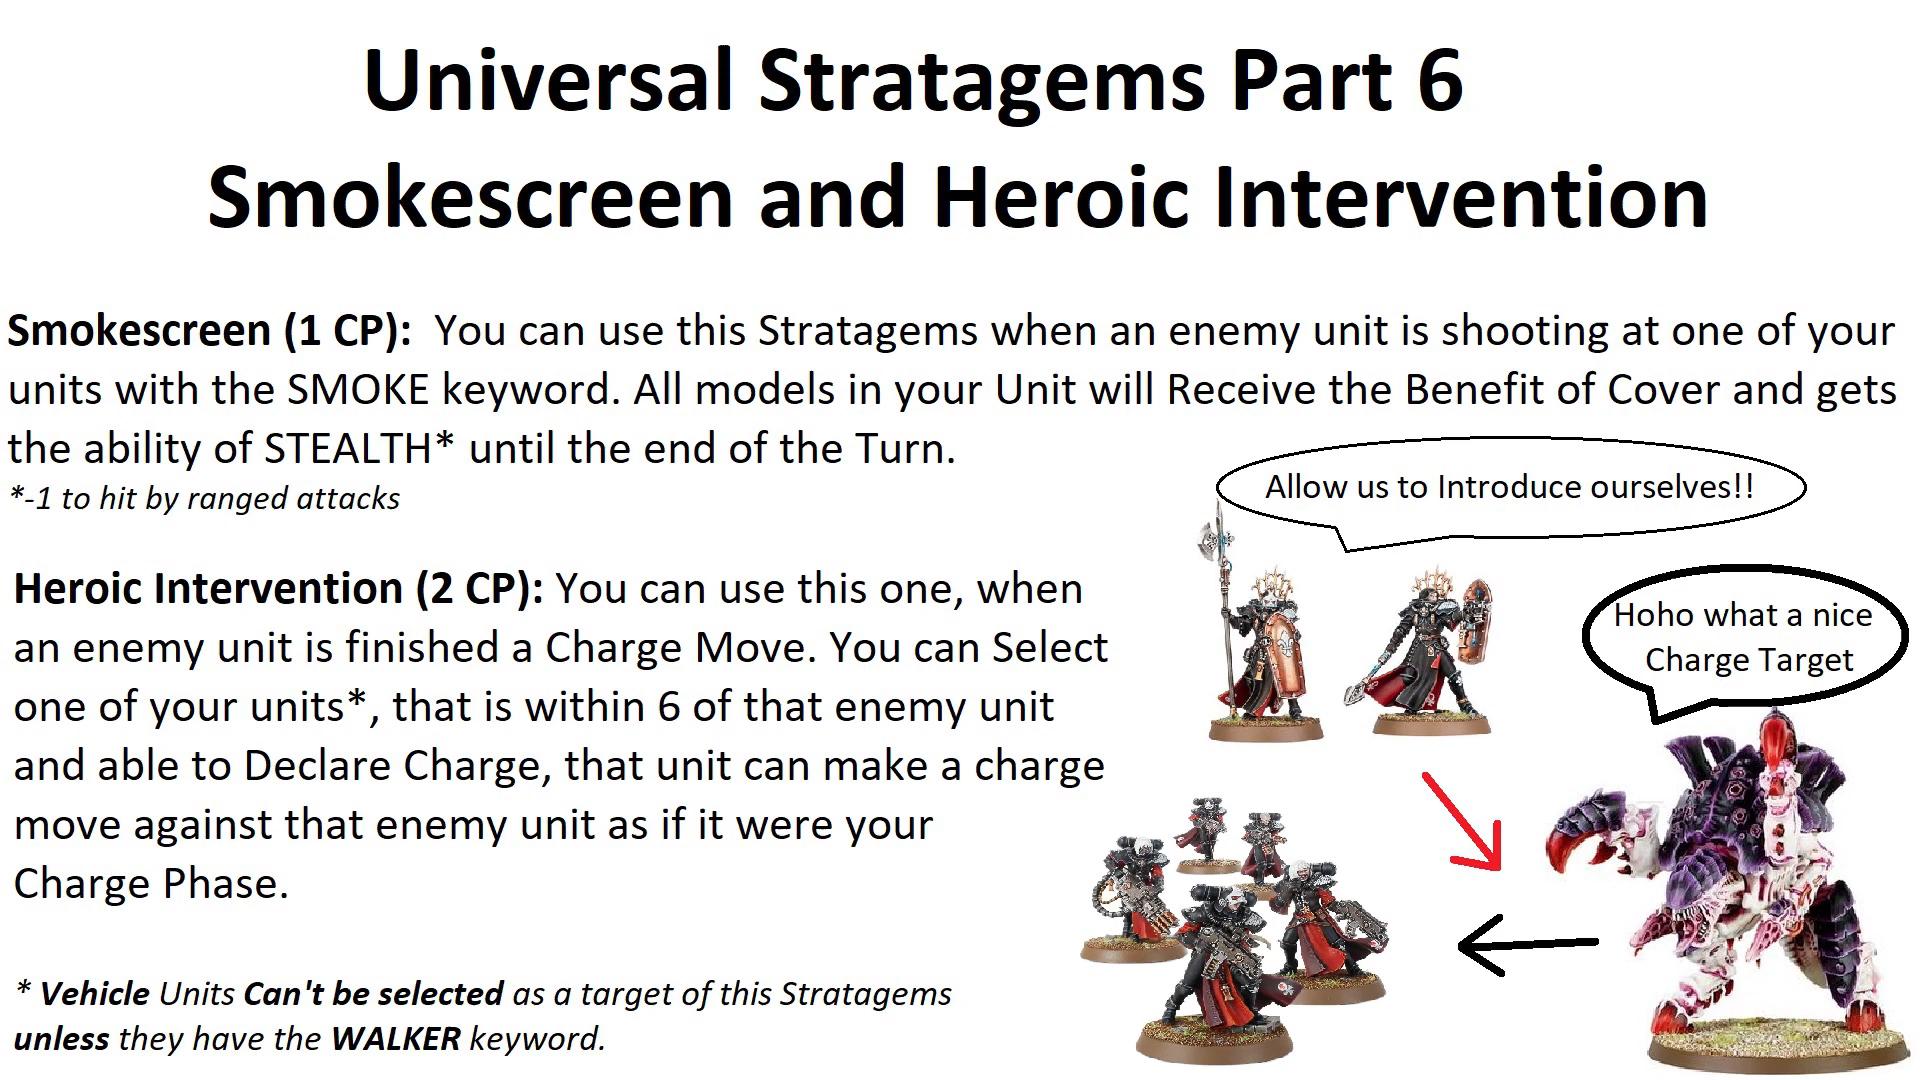 Universal Stratagems Part 6
Smokescreen and Heroic Intervention
Smokescreen (1 CP): You can use this Stratagems when an enemy unit is shooting at one of your
units with the SMOKE keyword. All models in your Unit will Receive the Benefit of Cover and gets
the ability of STEALTH* until the end of the Turn.
*-1 to hit by ranged attacks
Allow us to Introduce ourselves!!
Heroic Intervention (2 CP): You can use this one, when
an enemy unit is finished a Charge Move. You can Select
one of your units*, that is within 6 of that enemy unit
and able to Declare Charge, that unit can make a charge
move against that enemy unit as if it were your
Charge Phase.
Hoho what a nice
Charge Target
* Vehicle Units Can't be selected as a target of this Stratagems
unless they have the WALKER keyword.